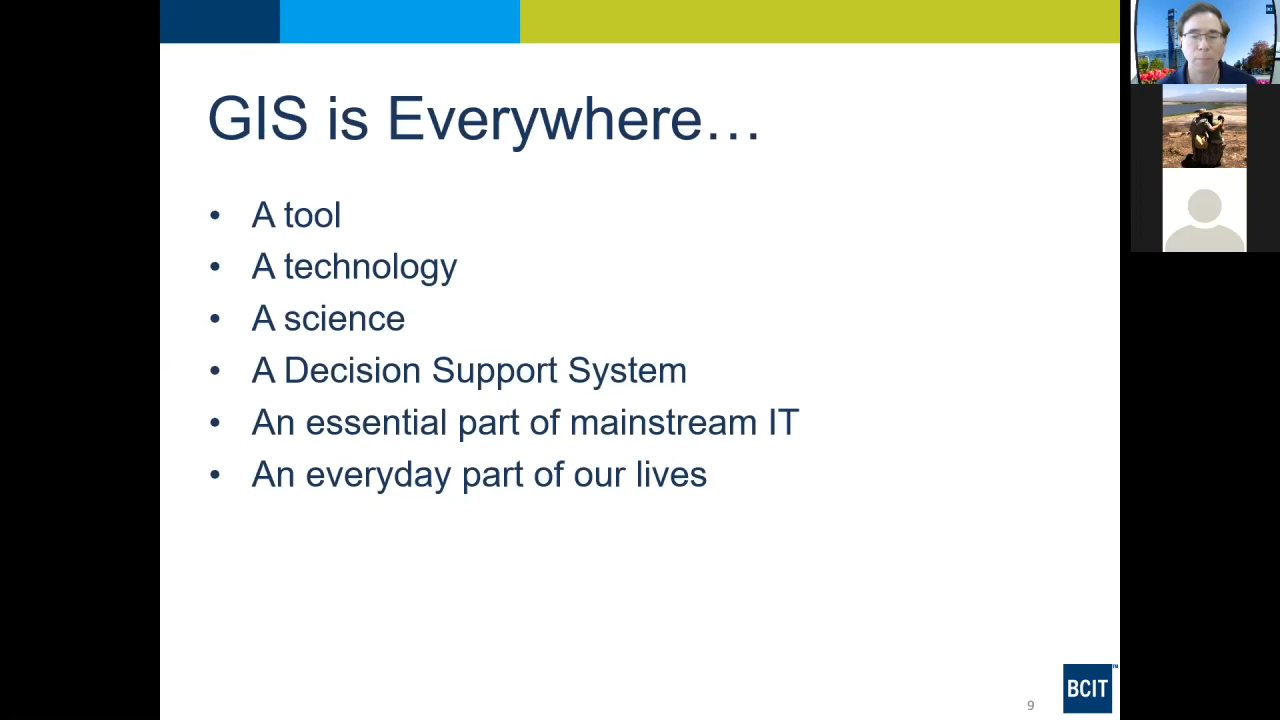 GIS is Everywhere…
• A tool
• A technology
• A science
• A Decision Support System
• An essential part of mainstream IT
• An everyday part of our lives
9
BCIT
TM